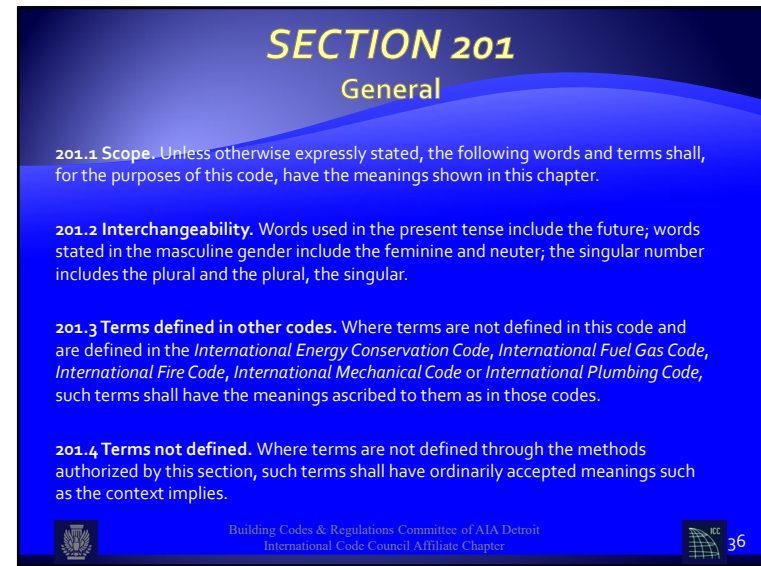 SECTION 201
General
201.1 Scope. Unless otherwise expressly stated, the following words and terms shall,
for the purposes of this code, have the meanings shown in this chapter.
201.2 Interchangeability. Words used in the present tense include the future; words
stated in the masculine gender include the feminine and neuter; the singular number
includes the plural and the plural, the singular.
201.3 Terms defined in other codes. Where terms are not defined in this code and
are defined in the International Energy Conservation Code, International Fuel Gas Code,
International Fire Code, International Mechanical Code or International Plumbing Code,
such terms shall have the meanings ascribed to them as in those codes.
201.4 Terms not defined. Where terms are not defined through the methods
authorized by this section, such terms shall have ordinarily accepted meanings such
as the context implies.
Building Codes & Regulations Committee of AIA Detroit
International Code Council Affiliate Chapter
ICC
36